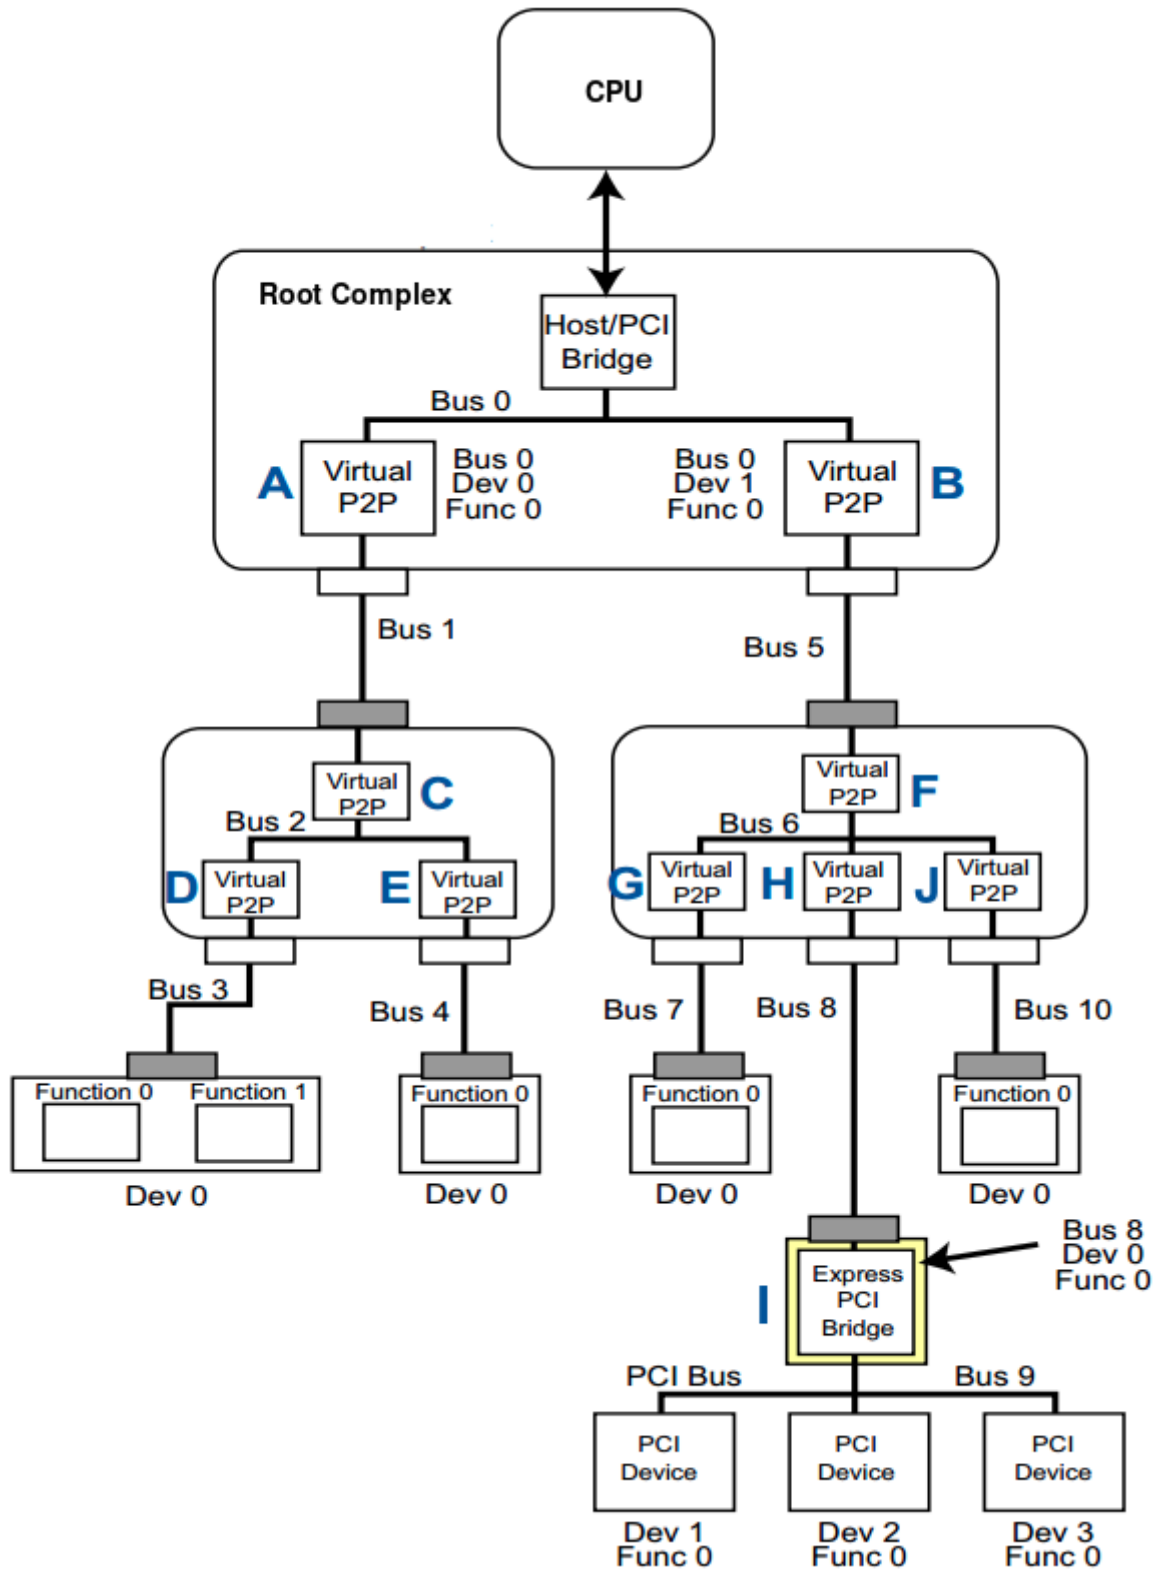 CPU
Root Complex
Host/PCI
Bridge
Bus 0
A
Virtual
P2P
Bus 0
Dev 0
Func 0
Bus 0
Dev 1
Func 0
Virtual
P2P
B
Bus 1
Bus 5
Virtual
P2P
C
Bus 2
D
Virtual
P2P
E
Virtual
P2P
Virtual
P2P
F
Bus 6
G
Virtual
P2P
H
Virtual
P2P
J
Virtual
P2P
Bus 3
Bus 4
Bus 7
Bus 8
Bus 10
Function 0
Function 1
Dev 0
Function 0
Dev 0
Function 0
Dev 0
Function 0
Dev 0
Bus 8
Dev 0
Func 0
I
Express
PCI
Bridge
PCI Bus
Bus 9
PCI
Device
Dev 1
Func 0
PCI
Device
Dev 2
Func 0
PCI
Device
Dev 3
Func 0